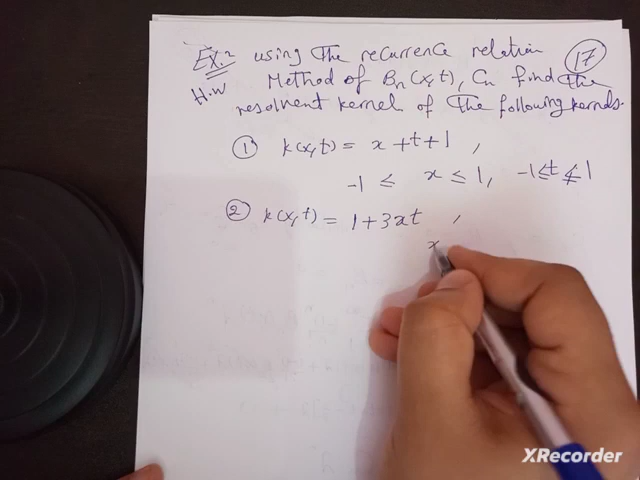 Ex.2 using the recurrence relation
H.W Method of Bn(x,t), Cn find the
17
resolvent kernel of the following kernels.
① k(x,t) = x+t+1 ,
-1 ≤ x ≤ 1, -1 ≤ t ≤ 1
② k(x,t) = 1+3xt ,
x
XRecorder